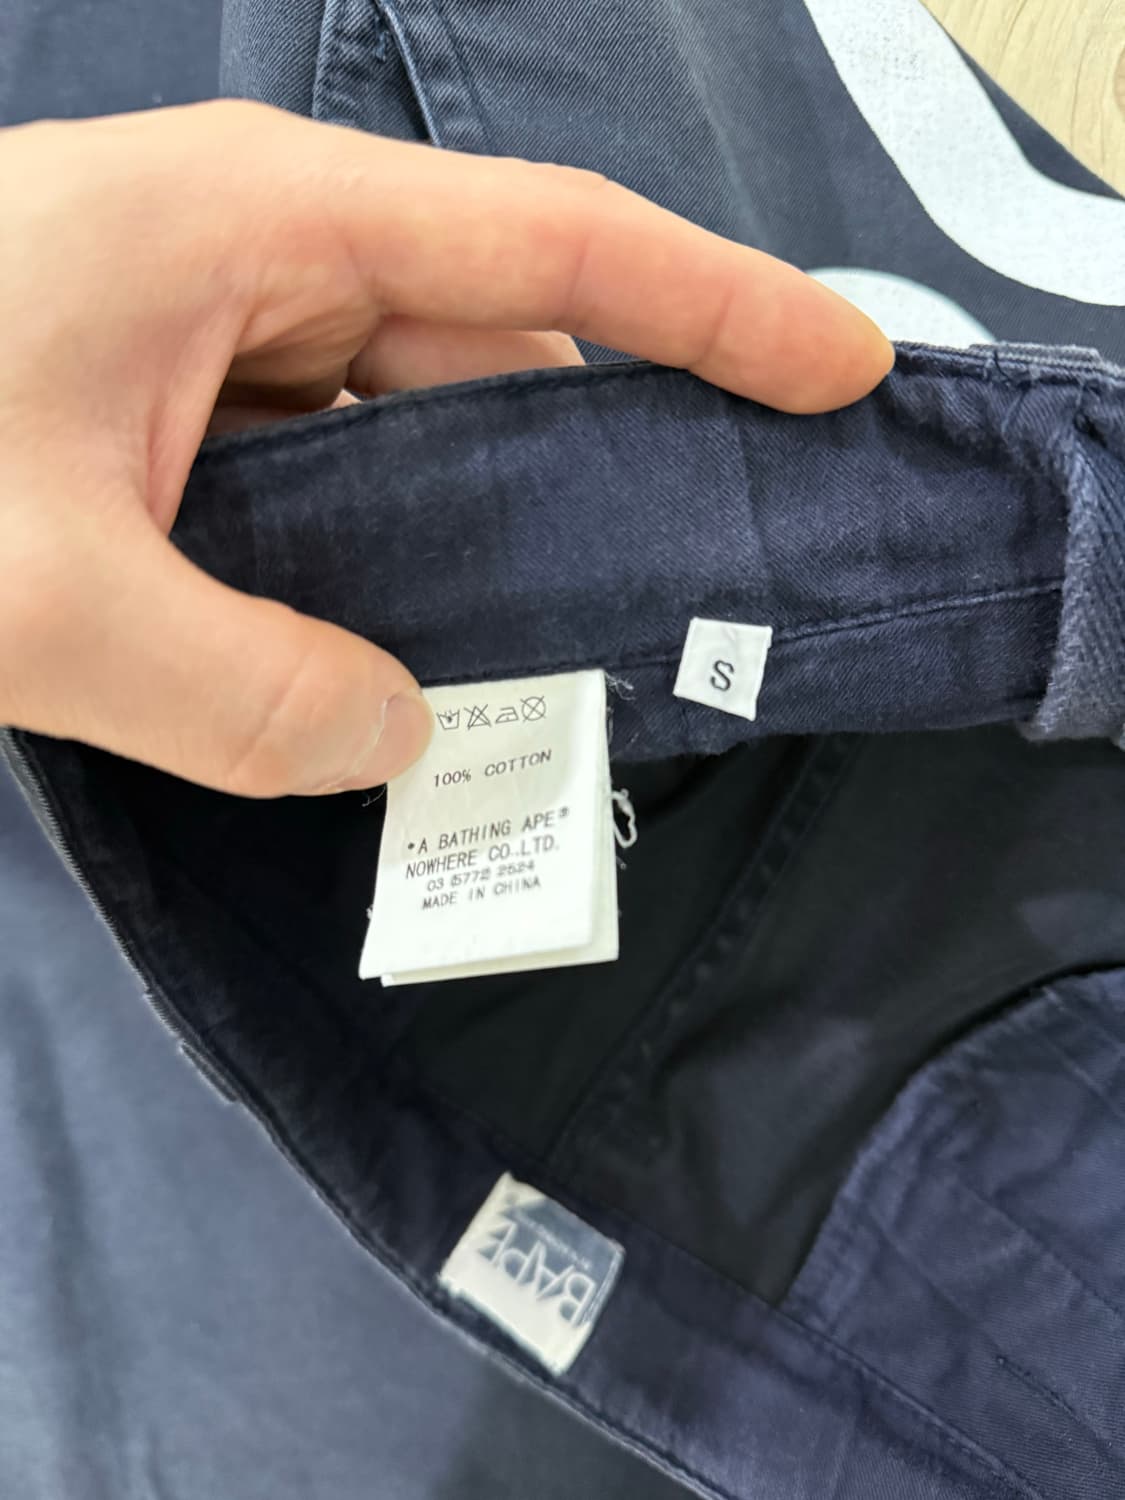 S
100% COTTON
*A BATHING APE®
NOWHERE CO.,LTD.
03 5772 2524
MADE IN CHINA
BAPE